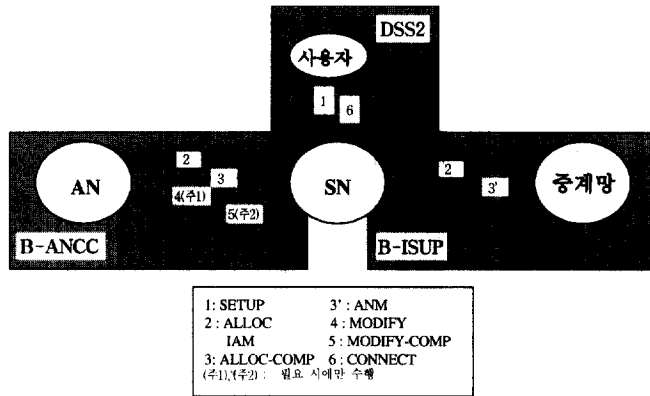 DSS2
사용자
1
6
2
3
4(주1)
5(주2)
AN
SN
2
3'
중계망
B-ANCC
B-ISUP
1: SETUP 3' : ANM
2 : ALLOC 4 : MODIFY
IAM 5 : MODIFY-COMP
3: ALLOC-COMP 6 : CONNECT
(주1),'(주2) : 필요 시에만 수행